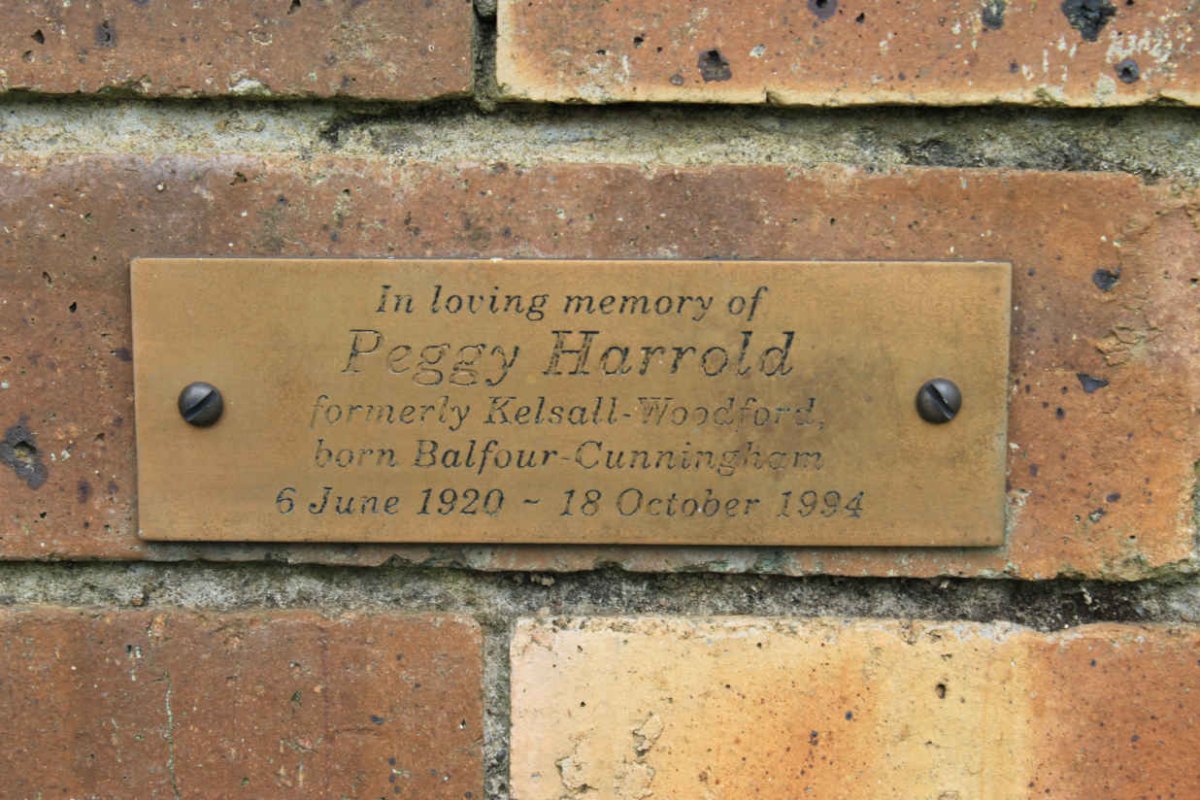 In loving memory of
Peggy Harrold
formerly Kelsall-Woodford,
born Balfour-Cunningham
6 June 1920 ~ 18 October 1994